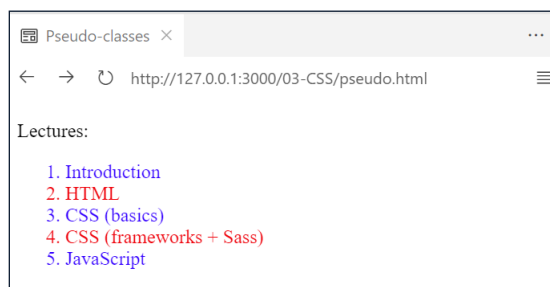 Pseudo-classes
http://127.0.0.1:3000/03-CSS/pseudo.html
Lectures:
1. Introduction
2. HTML
3. CSS (basics)
4. CSS (frameworks + Sass)
5. JavaScript